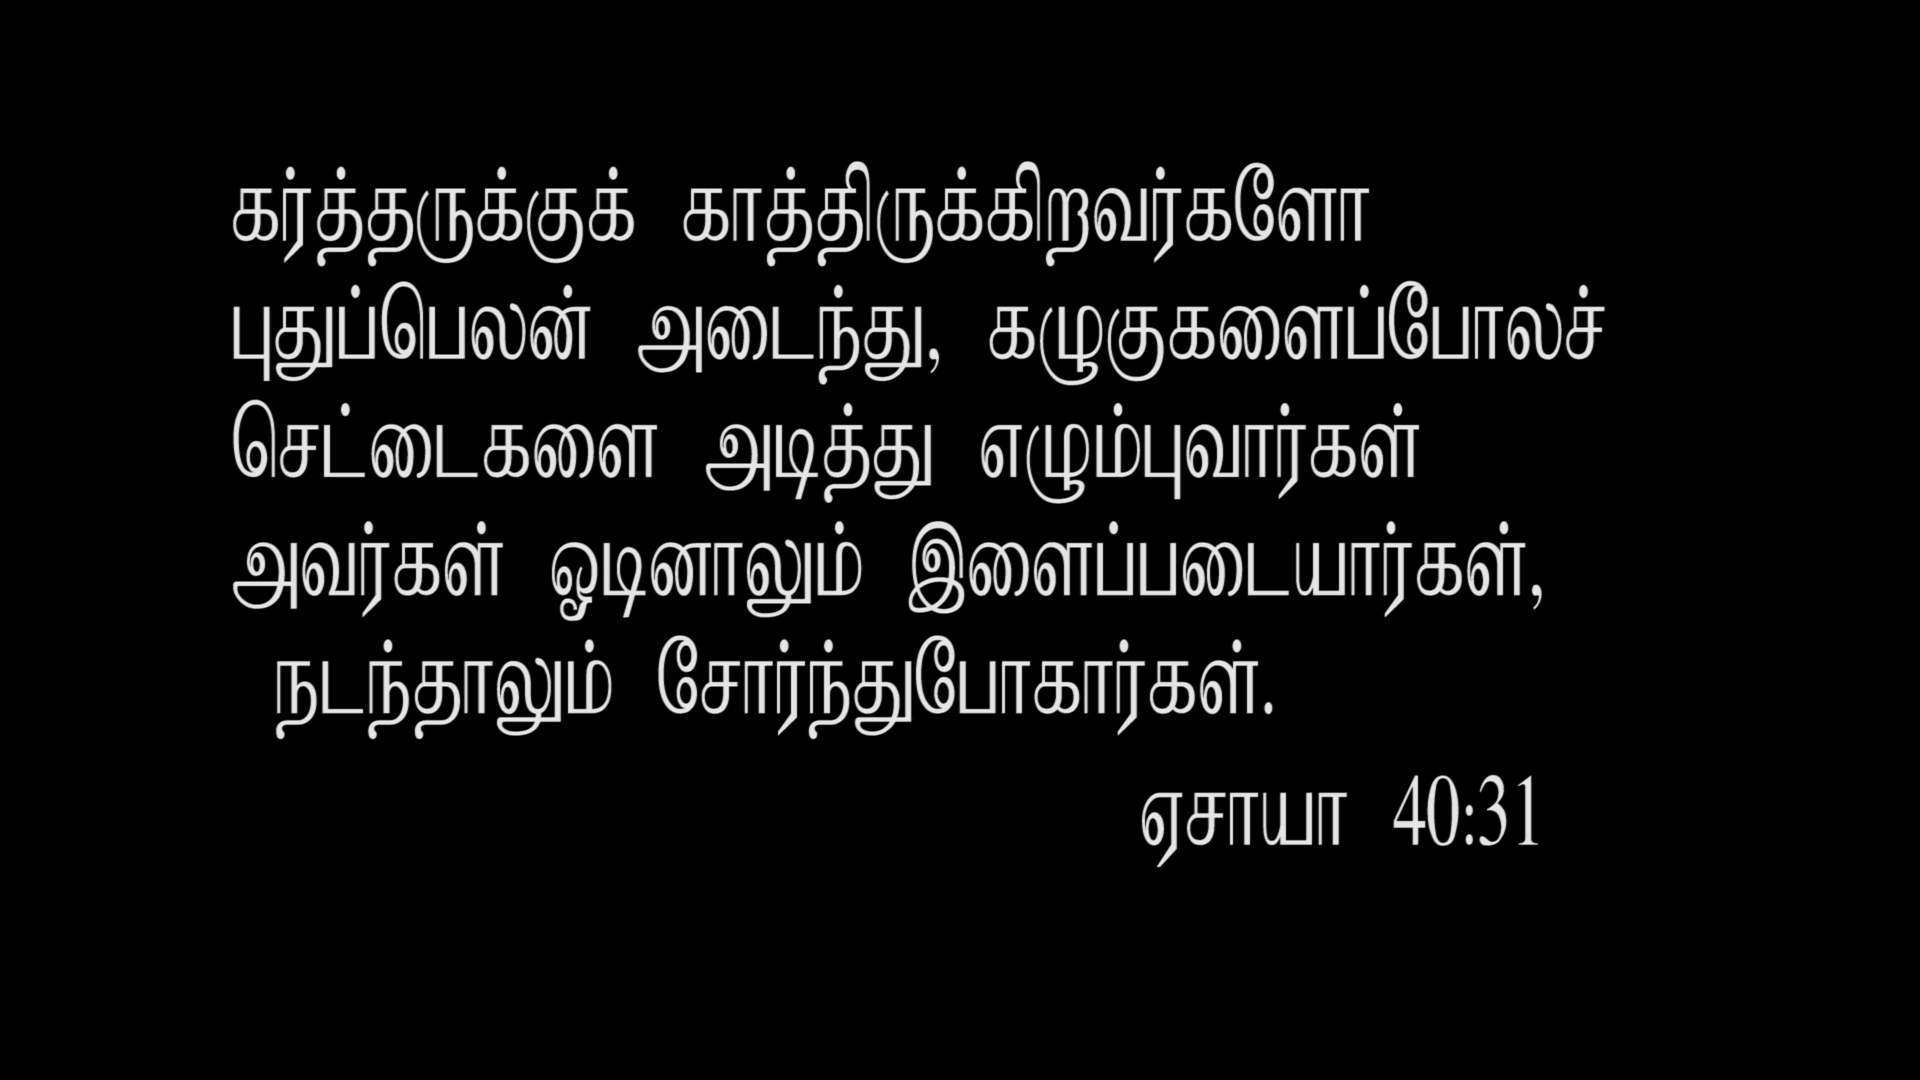 கர்த்தருக்குக் காத்திருக்கிறவர்களோ
புதுப்பெலன் அடைந்து, கழுகுகளைப்போலச்
செட்டைகளை அடித்து எழும்புவார்கள்
அவர்கள் ஓடினாலும் இளைப்படையார்கள்,
நடந்தாலும் சோர்ந்துபோகார்கள்.
ஏசாயா 40:31